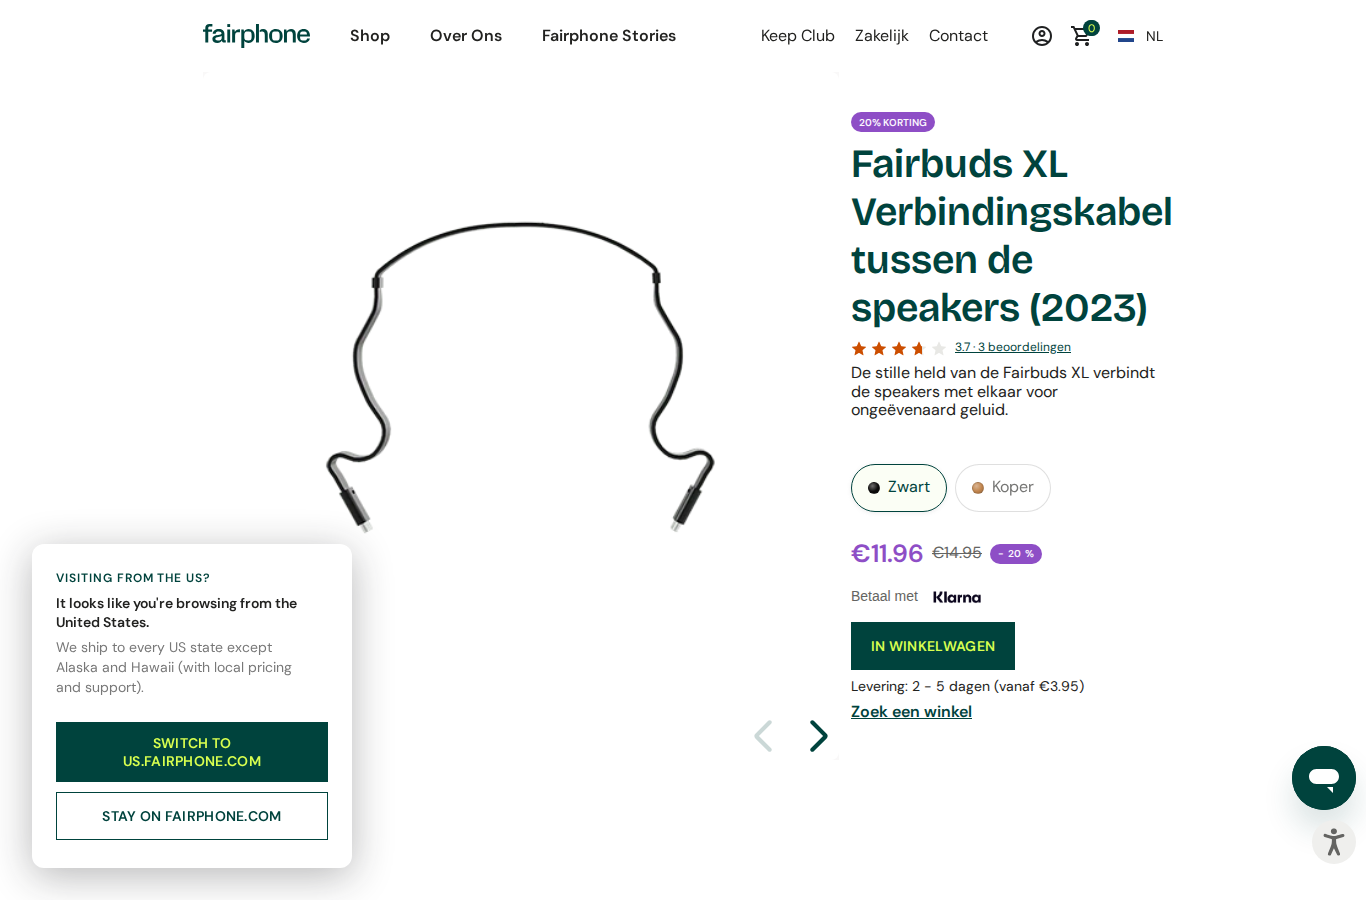 fairphone
Shop
Over Ons
Fairphone Stories
Keep Club
Zakelijk
Contact
0
NL
20% KORTING
Fairbuds XL
Verbindingskabel
tussen de
speakers (2023)
3.7 · 3 beoordelingen
De stille held van de Fairbuds XL verbindt
de speakers met elkaar voor
ongeëvenaard geluid.
Zwart
Koper
€11.96 €14.95 - 20 %
Betaal met Klarna
IN WINKELWAGEN
Levering: 2 - 5 dagen (vanaf €3.95)
Zoek een winkel
VISITING FROM THE US?
It looks like you're browsing from the
United States.
We ship to every US state except
Alaska and Hawaii (with local pricing
and support).
SWITCH TO
US.FAIRPHONE.COM
STAY ON FAIRPHONE.COM